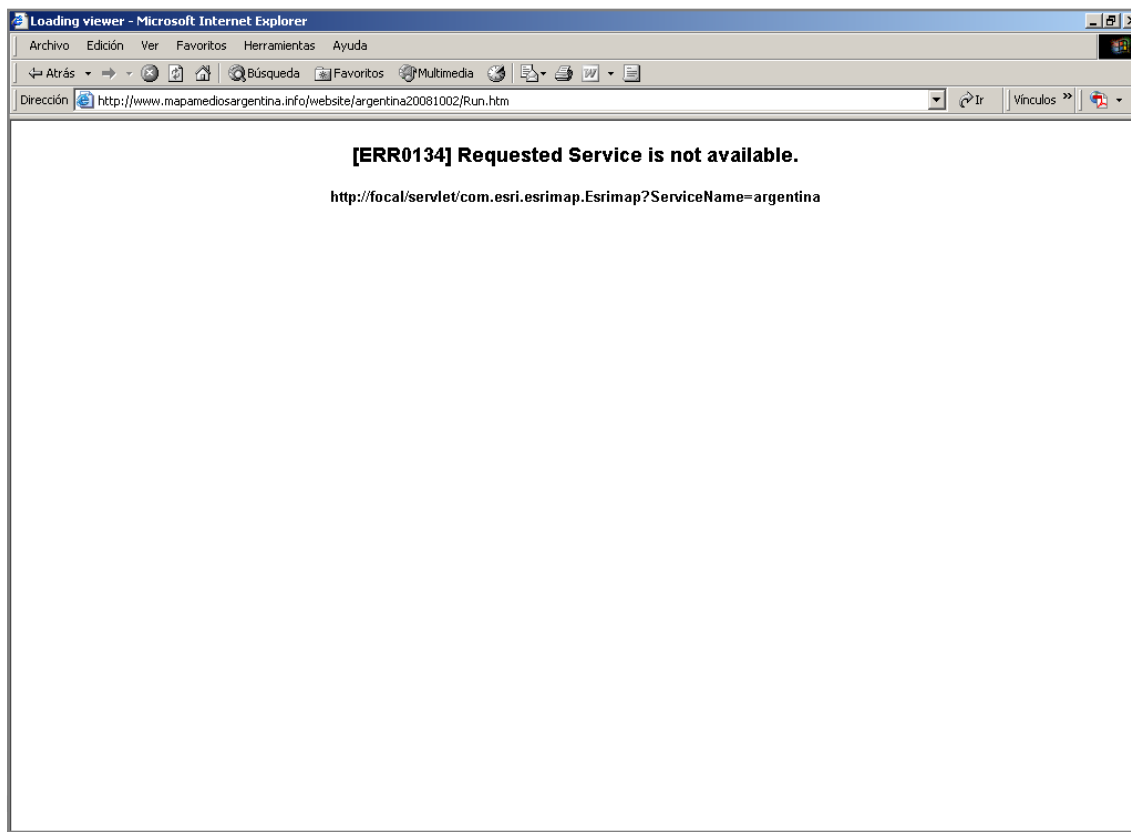 Loading viewer - Microsoft Internet Explorer
Archivo Edición Ver Favoritos Herramientas Ayuda
Atrás Búsqueda Favoritos Multimedia
Dirección http://www.mapamediosargentina.info/website/argentina20081002/Run.htm Ir Vínculos »
[ERR0134] Requested Service is not available.
http://focal/servlet/com.esri.esrimap.Esrimap?ServiceName=argentina